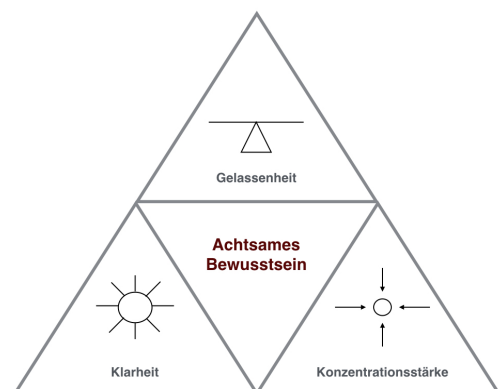 Gelassenheit
Achtsames
Bewusstsein
Klarheit
Konzentrationsstärke